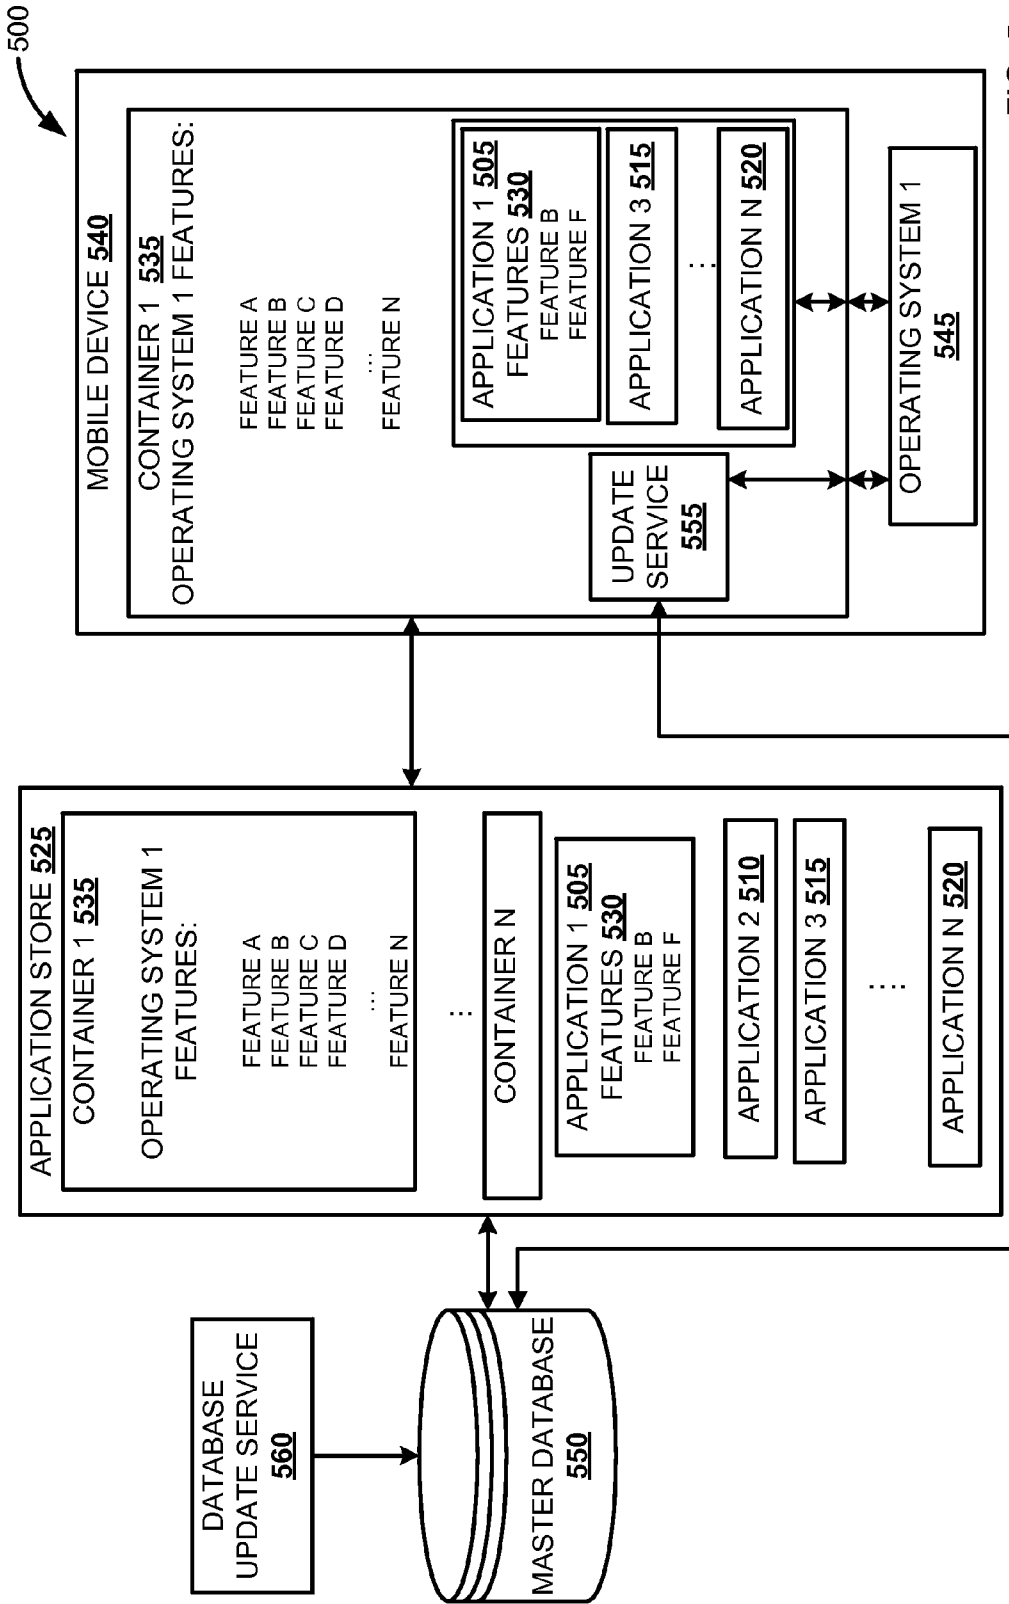 500
DATABASE
UPDATE SERVICE
560
MASTER DATABASE
550
APPLICATION STORE 525
CONTAINER 1 535
OPERATING SYSTEM 1
FEATURES:
FEATURE A
FEATURE B
FEATURE C
FEATURE D
...
FEATURE N
...
CONTAINER N
APPLICATION 1 505
FEATURES 530
FEATURE B
FEATURE F
APPLICATION 2 510
APPLICATION 3 515
....
APPLICATION N 520
MOBILE DEVICE 540
CONTAINER 1 535
OPERATING SYSTEM 1 FEATURES:
FEATURE A
FEATURE B
FEATURE C
FEATURE D
...
FEATURE N
UPDATE
SERVICE
555
APPLICATION 1 505
FEATURES 530
FEATURE B
FEATURE F
APPLICATION 3 515
...
APPLICATION N 520
OPERATING SYSTEM 1
545